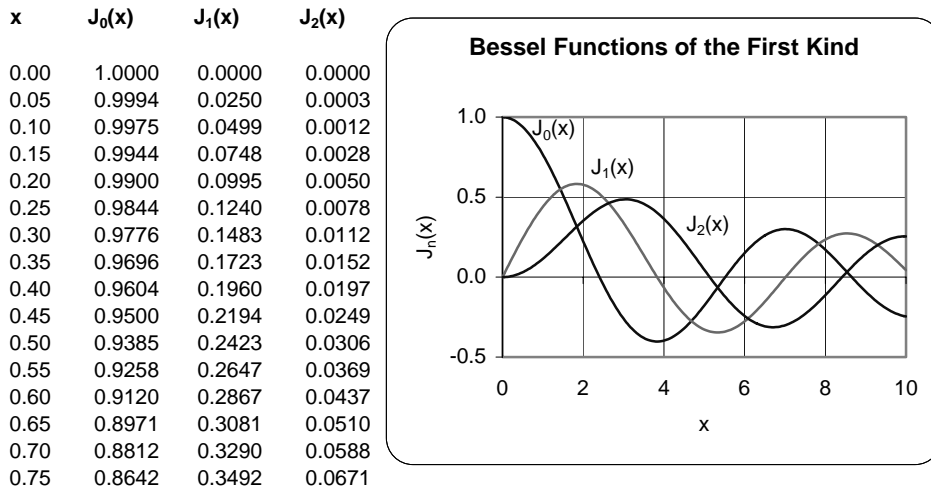 x J₀(x) J₁(x) J₂(x)
0.00 1.0000 0.0000 0.0000
0.05 0.9994 0.0250 0.0003
0.10 0.9975 0.0499 0.0012
0.15 0.9944 0.0748 0.0028
0.20 0.9900 0.0995 0.0050
0.25 0.9844 0.1240 0.0078
0.30 0.9776 0.1483 0.0112
0.35 0.9696 0.1723 0.0152
0.40 0.9604 0.1960 0.0197
0.45 0.9500 0.2194 0.0249
0.50 0.9385 0.2423 0.0306
0.55 0.9258 0.2647 0.0369
0.60 0.9120 0.2867 0.0437
0.65 0.8971 0.3081 0.0510
0.70 0.8812 0.3290 0.0588
0.75 0.8642 0.3492 0.0671
Bessel Functions of the First Kind
1.0
J₀(x)
J₁(x)
0.5
J₂(x)
Jₙ(x)
0.0
-0.5
0 2 4 6 8 10
x